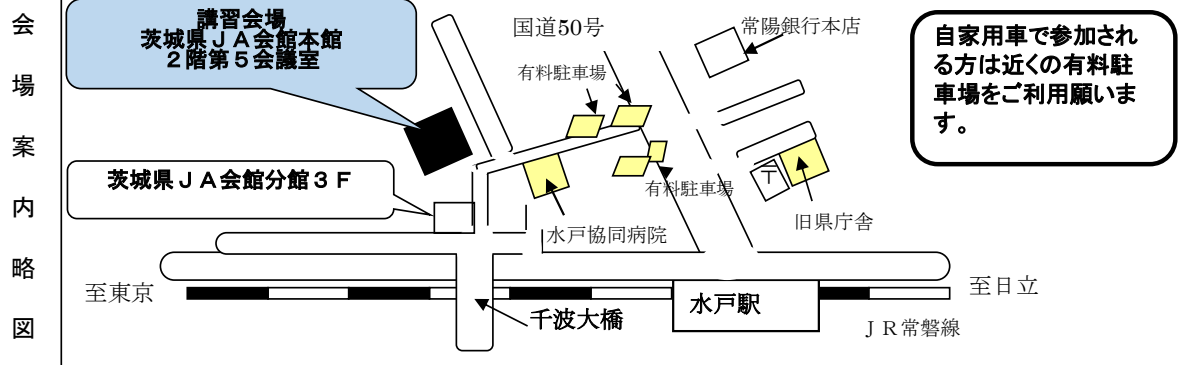 会場案内略図
講習会場
茨城県ＪＡ会館本館
２階第５会議室
国道50号
常陽銀行本店
有料駐車場
自家用車で参加され
る方は近くの有料駐
車場をご利用願いま
す。
茨城県ＪＡ会館分館３Ｆ
有料駐車場
〒
旧県庁舎
水戸協同病院
至東京
至日立
水戸駅
千波大橋
ＪＲ常磐線